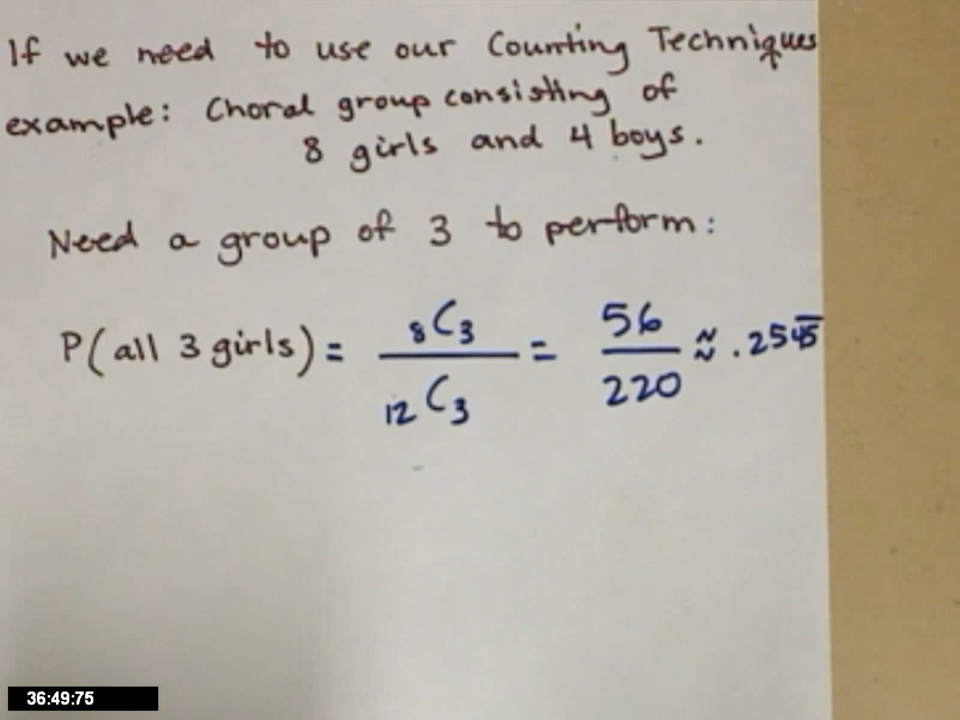 If we need to use our Counting Techniques
example: Choral group consisting of
8 girls and 4 boys.
Need a group of 3 to perform:
P(all 3 girls) = ₈C₃ / ₁₂C₃ = 56 / 220 ≈ .2545̅
36:49:75